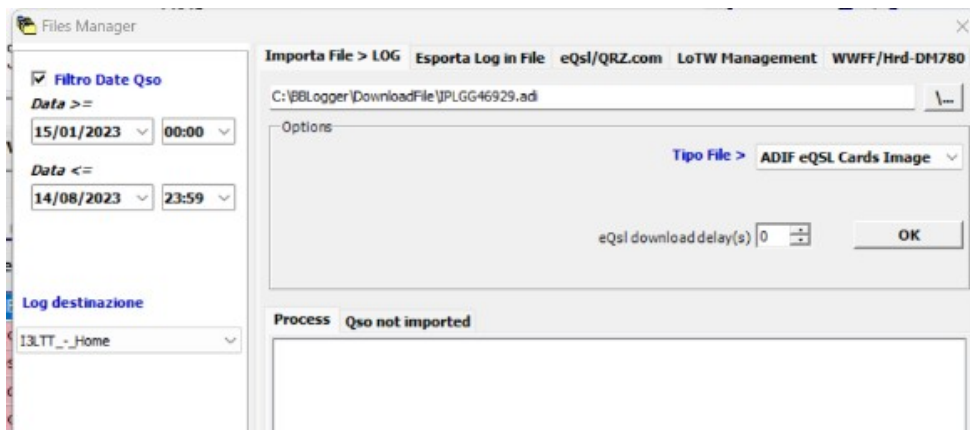 Files Manager
Importa File > LOG
Esporta Log in File
eQsl/QRZ.com
LoTW Management
WWFF/Hrd-DM780
Filtro Date Qso
Data >=
15/01/2023
00:00
Data <=
14/08/2023
23:59
Log destinazione
I3LTT_-_Home
C:\BBLogger\DownloadFile\IPLGG46929.adi
\...
Options
Tipo File >
ADIF eQSL Cards Image
eQsl download delay(s)
0
OK
Process
Qso not imported